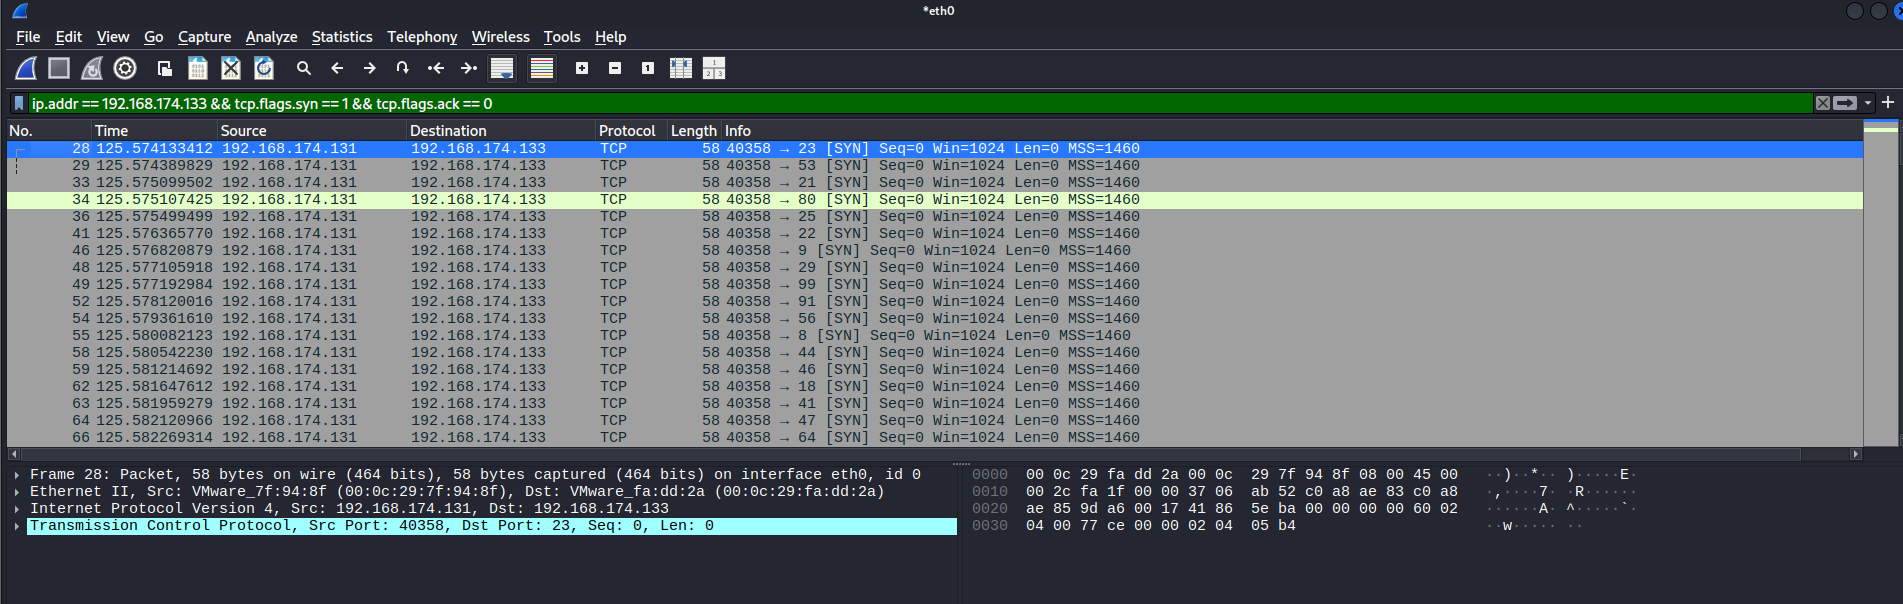 *eth0
File Edit View Go Capture Analyze Statistics Telephony Wireless Tools Help
ip.addr == 192.168.174.133 && tcp.flags.syn == 1 && tcp.flags.ack == 0
No. Time Source Destination Protocol Length Info
28 125.574133412 192.168.174.131 192.168.174.133 TCP 58 40358 → 23 [SYN] Seq=0 Win=1024 Len=0 MSS=1460
29 125.574389829 192.168.174.131 192.168.174.133 TCP 58 40358 → 53 [SYN] Seq=0 Win=1024 Len=0 MSS=1460
33 125.575099502 192.168.174.131 192.168.174.133 TCP 58 40358 → 21 [SYN] Seq=0 Win=1024 Len=0 MSS=1460
34 125.575107425 192.168.174.131 192.168.174.133 TCP 58 40358 → 80 [SYN] Seq=0 Win=1024 Len=0 MSS=1460
36 125.575499499 192.168.174.131 192.168.174.133 TCP 58 40358 → 25 [SYN] Seq=0 Win=1024 Len=0 MSS=1460
41 125.576365770 192.168.174.131 192.168.174.133 TCP 58 40358 → 22 [SYN] Seq=0 Win=1024 Len=0 MSS=1460
46 125.576820879 192.168.174.131 192.168.174.133 TCP 58 40358 → 9 [SYN] Seq=0 Win=1024 Len=0 MSS=1460
48 125.577105918 192.168.174.131 192.168.174.133 TCP 58 40358 → 29 [SYN] Seq=0 Win=1024 Len=0 MSS=1460
49 125.577192984 192.168.174.131 192.168.174.133 TCP 58 40358 → 99 [SYN] Seq=0 Win=1024 Len=0 MSS=1460
52 125.578120016 192.168.174.131 192.168.174.133 TCP 58 40358 → 91 [SYN] Seq=0 Win=1024 Len=0 MSS=1460
54 125.579361610 192.168.174.131 192.168.174.133 TCP 58 40358 → 56 [SYN] Seq=0 Win=1024 Len=0 MSS=1460
55 125.580082123 192.168.174.131 192.168.174.133 TCP 58 40358 → 8 [SYN] Seq=0 Win=1024 Len=0 MSS=1460
58 125.580542230 192.168.174.131 192.168.174.133 TCP 58 40358 → 44 [SYN] Seq=0 Win=1024 Len=0 MSS=1460
59 125.581214692 192.168.174.131 192.168.174.133 TCP 58 40358 → 46 [SYN] Seq=0 Win=1024 Len=0 MSS=1460
62 125.581647612 192.168.174.131 192.168.174.133 TCP 58 40358 → 18 [SYN] Seq=0 Win=1024 Len=0 MSS=1460
63 125.581959279 192.168.174.131 192.168.174.133 TCP 58 40358 → 41 [SYN] Seq=0 Win=1024 Len=0 MSS=1460
64 125.582120966 192.168.174.131 192.168.174.133 TCP 58 40358 → 47 [SYN] Seq=0 Win=1024 Len=0 MSS=1460
66 125.582269314 192.168.174.131 192.168.174.133 TCP 58 40358 → 64 [SYN] Seq=0 Win=1024 Len=0 MSS=1460
Frame 28: Packet, 58 bytes on wire (464 bits), 58 bytes captured (464 bits) on interface eth0, id 0
Ethernet II, Src: VMware_7f:94:8f (00:0c:29:7f:94:8f), Dst: VMware_fa:dd:2a (00:0c:29:fa:dd:2a)
Internet Protocol Version 4, Src: 192.168.174.131, Dst: 192.168.174.133
Transmission Control Protocol, Src Port: 40358, Dst Port: 23, Seq: 0, Len: 0
0000 00 0c 29 fa dd 2a 00 0c 29 7f 94 8f 08 00 45 00 ··)··*·· )·····E·
0010 00 2c fa 1f 00 00 37 06 ab 52 c0 a8 ae 83 c0 a8 ·,····7· ·R······
0020 ae 85 9d a6 00 17 41 86 5e ba 00 00 00 00 60 02 ······A· ^·····`·
0030 04 00 77 ce 00 00 02 04 05 b4 ··w····· ··